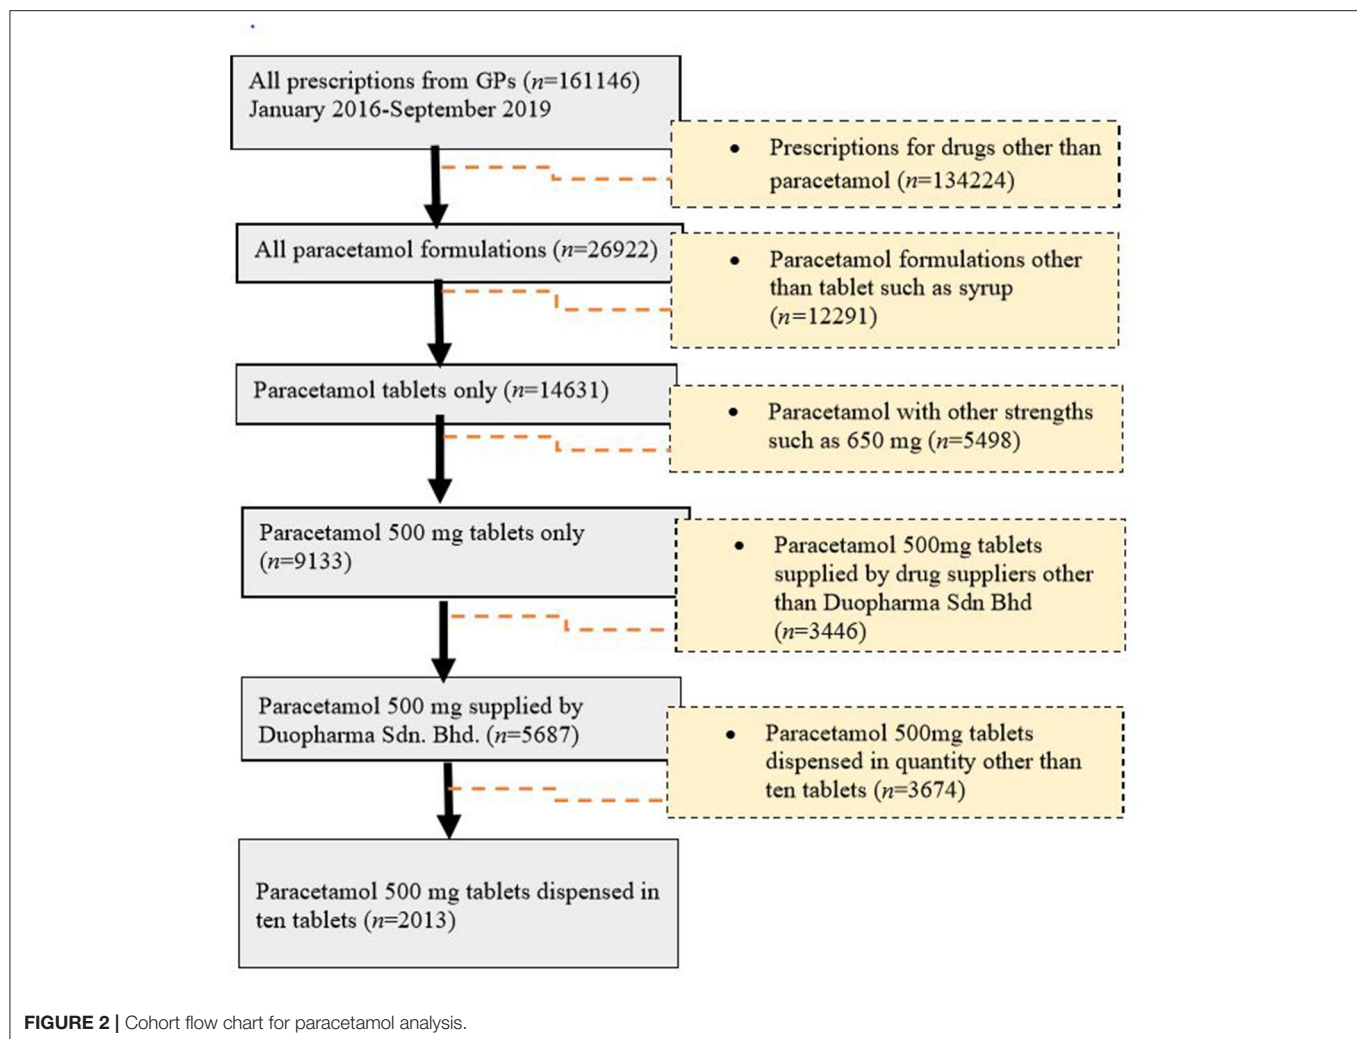 All prescriptions from GPs (n=161146)
January 2016-September 2019
• Prescriptions for drugs other than
paracetamol (n=134224)
All paracetamol formulations (n=26922)
• Paracetamol formulations other
than tablet such as syrup
(n=12291)
Paracetamol tablets only (n=14631)
• Paracetamol with other strengths
such as 650 mg (n=5498)
Paracetamol 500 mg tablets only
(n=9133)
• Paracetamol 500mg tablets
supplied by drug suppliers other
than Duopharma Sdn Bhd
(n=3446)
Paracetamol 500 mg supplied by
Duopharma Sdn. Bhd. (n=5687)
• Paracetamol 500mg tablets
dispensed in quantity other than
ten tablets (n=3674)
Paracetamol 500 mg tablets dispensed in
ten tablets (n=2013)
FIGURE 2 | Cohort flow chart for paracetamol analysis.